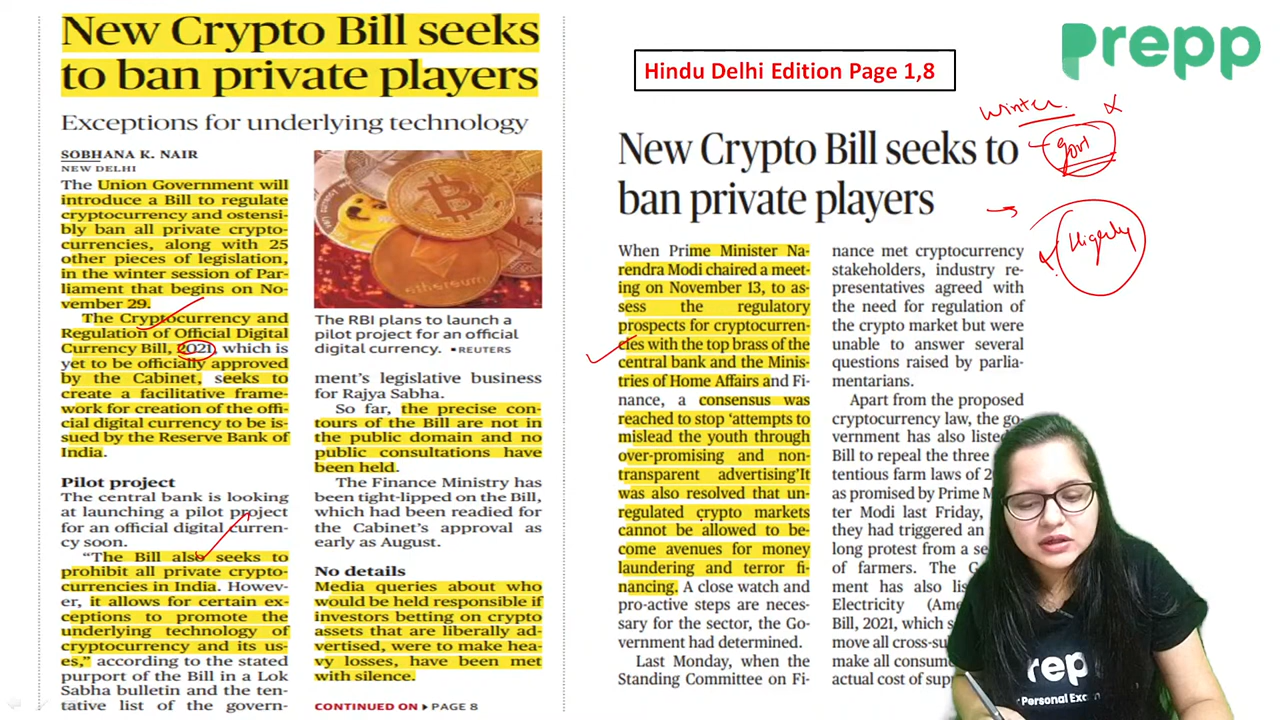 New Crypto Bill seeks
to ban private players
Exceptions for underlying technology
SOBHANA K. NAIR
NEW DELHI
The Union Government will
introduce a Bill to regulate
cryptocurrency and ostensi-
bly ban all private crypto-
currencies, along with 25
other pieces of legislation,
in the winter session of Par-
liament that begins on No-
vember 29.
The Cryptocurrency and
Regulation of Official Digital
Currency Bill, 2021, which is
yet to be officially approved
by the Cabinet, seeks to
create a facilitative frame-
work for creation of the offi-
cial digital currency to be is-
sued by the Reserve Bank of
India.
Pilot project
The central bank is looking
at launching a pilot project
for an official digital curren-
cy soon.
“The Bill also seeks to
prohibit all private crypto-
currencies in India. Howev-
er, it allows for certain ex-
ceptions to promote the
underlying technology of
cryptocurrency and its us-
es,” according to the stated
purport of the Bill in a Lok
Sabha bulletin and the ten-
tative list of the govern-
ethereum
The RBI plans to launch a
pilot project for an official
digital currency. • REUTERS
ment’s legislative business
for Rajya Sabha.
So far, the precise con-
tours of the Bill are not in
the public domain and no
public consultations have
been held.
The Finance Ministry has
been tight-lipped on the Bill,
which had been readied for
the Cabinet’s approval as
early as August.
No details
Media queries about who
would be held responsible if
investors betting on crypto
assets that are liberally ad-
vertised, were to make hea-
vy losses, have been met
with silence.
CONTINUED ON ▸ PAGE 8
Hindu Delhi Edition Page 1,8
Prepp
Winter.
govt
New Crypto Bill seeks to
ban private players
When Prime Minister Na-
rendra Modi chaired a meet-
ing on November 13, to as-
sess the regulatory
prospects for cryptocurren-
cies with the top brass of the
central bank and the Minis-
tries of Home Affairs and Fi-
nance, a consensus was
reached to stop ‘attempts to
mislead the youth through
over-promising and non-
transparent advertising’It
was also resolved that un-
regulated crypto markets
cannot be allowed to be-
come avenues for money
laundering and terror fi-
nancing. A close watch and
pro-active steps are neces-
sary for the sector, the Go-
vernment had determined.
Last Monday, when the
Standing Committee on Fi-
nance met cryptocurrency
stakeholders, industry re-
presentatives agreed with
the need for regulation of
the crypto market but were
unable to answer several
questions raised by parlia-
mentarians.
Apart from the proposed
cryptocurrency law, the go-
vernment has also liste
Bill to repeal the three
tentious farm laws of 2
as promised by Prime M
ter Modi last Friday,
they had triggered an
long protest from a se
of farmers. The G
ment has also lis
Electricity (Ame
Bill, 2021, which s
move all cross-su
make all consume
actual cost of sup
prepp
r Personal Exam